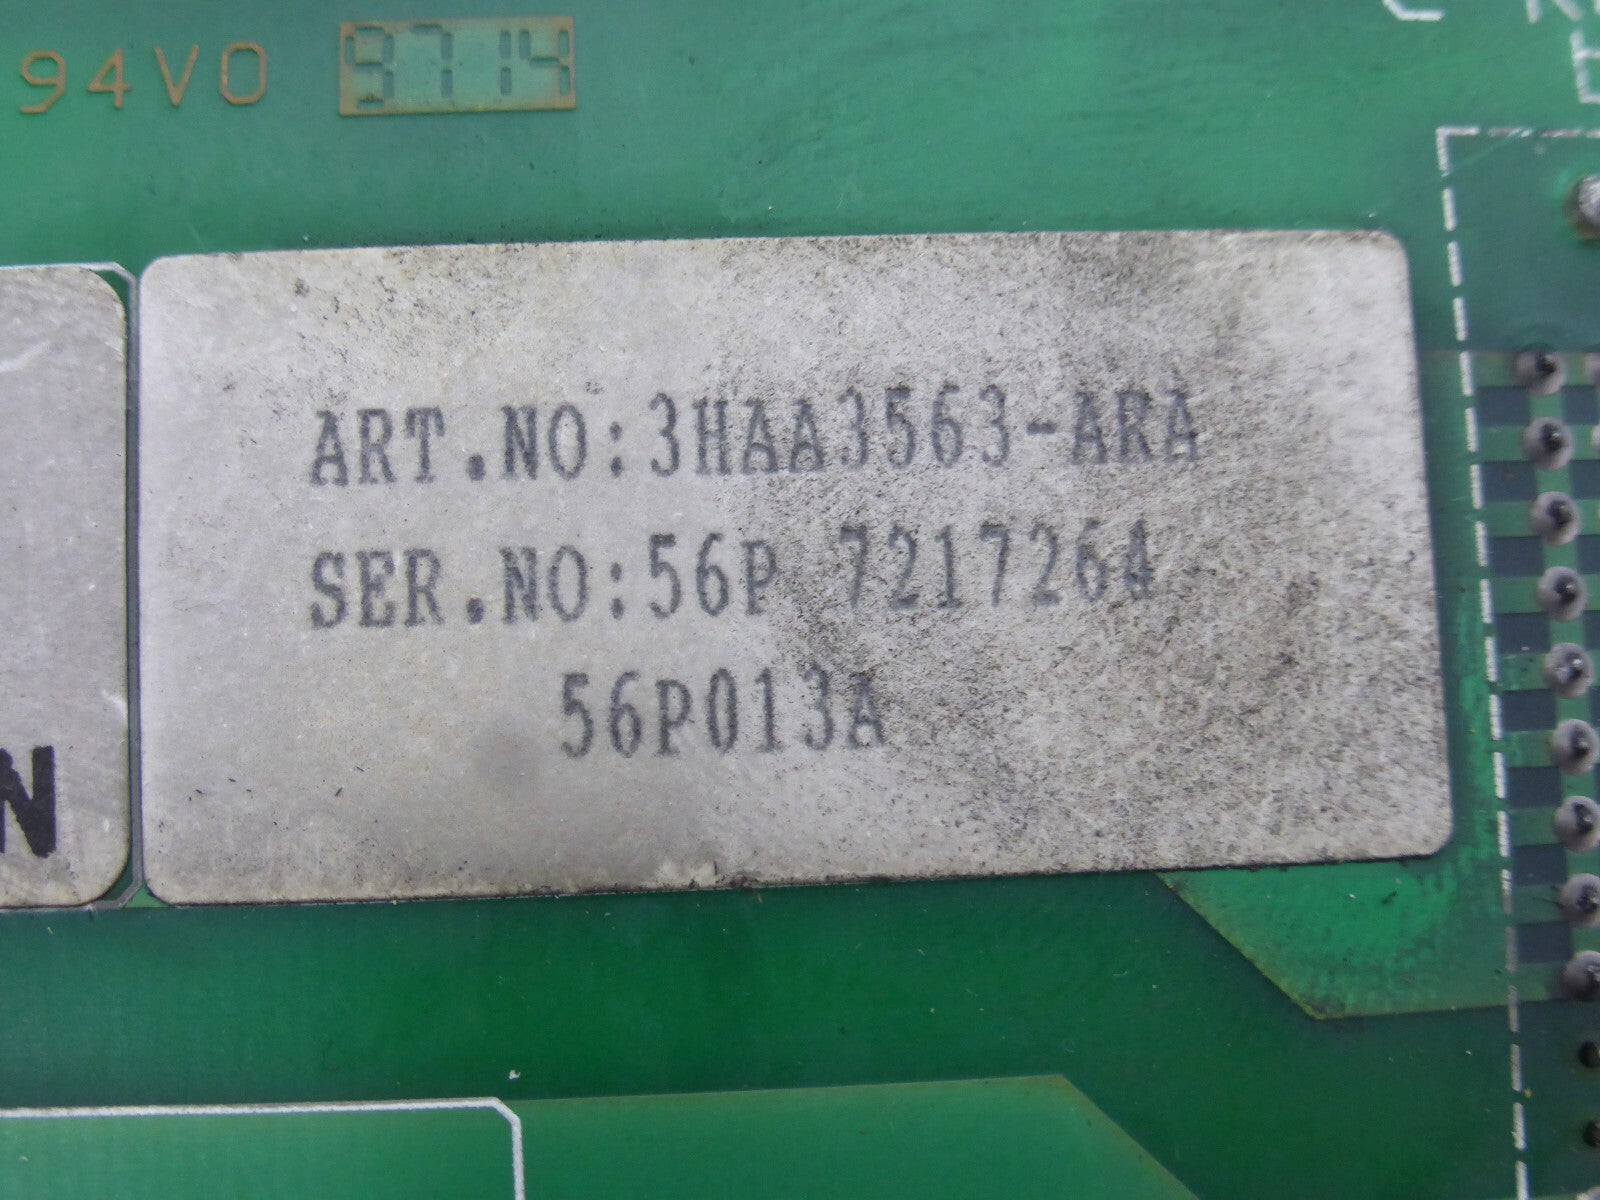 94V0 9714
ART.NO:3HAA3563-ARA
SER.NO:56P 7217264
56P013A
N